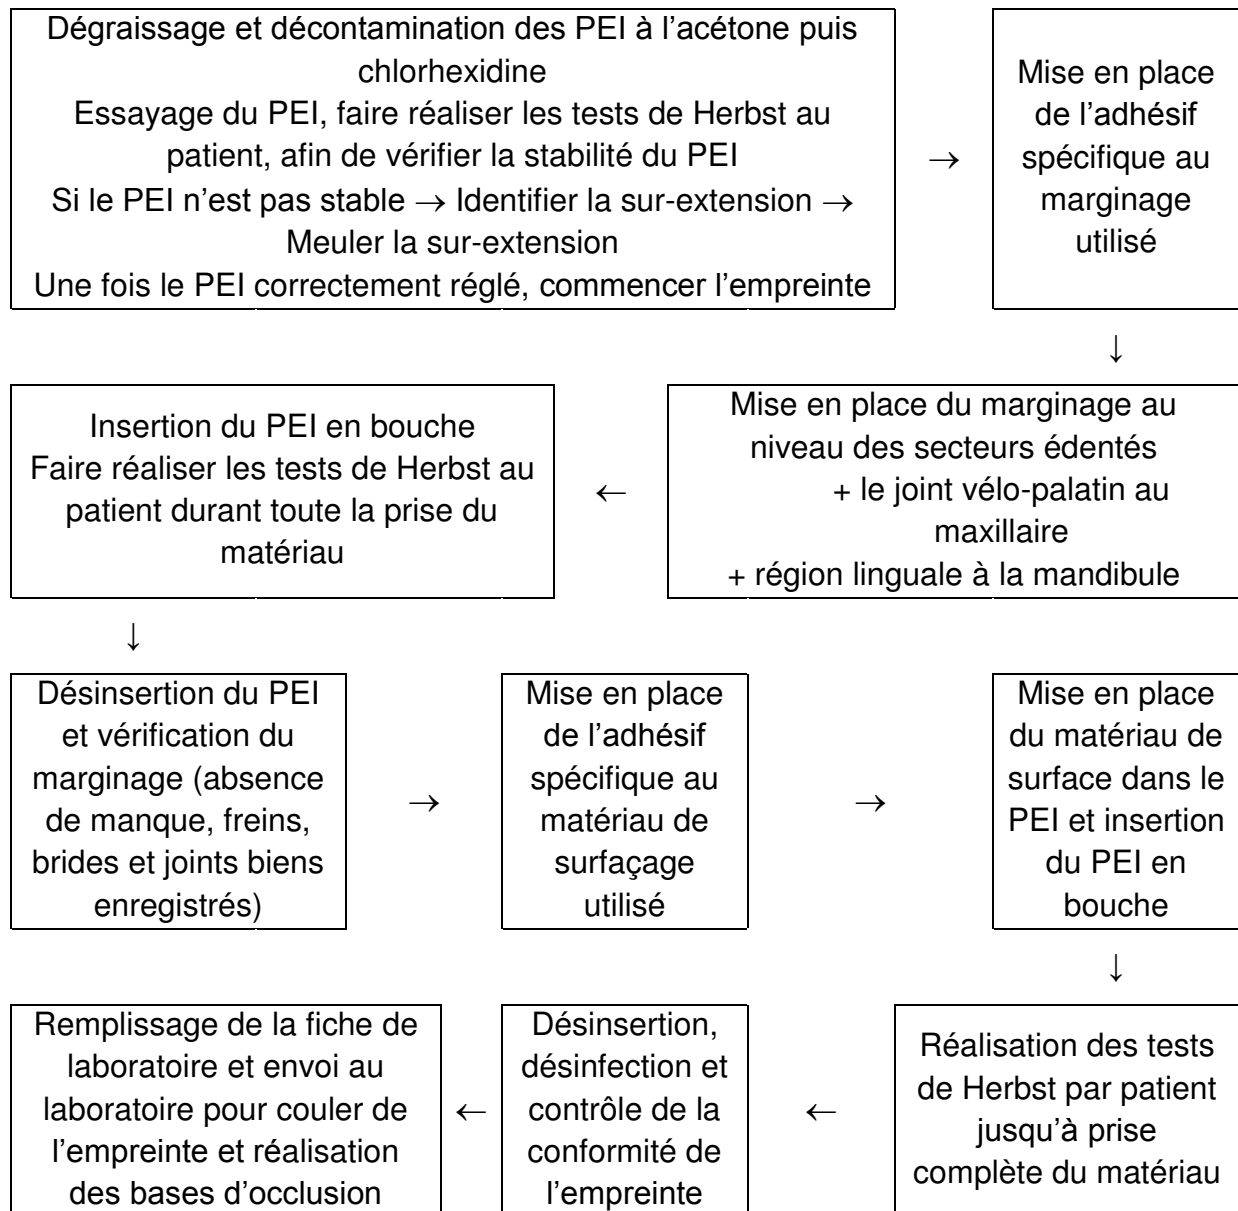 Dégraissage et décontamination des PEI à l'acétone puis
chlorhexidine
Essayage du PEI, faire réaliser les tests de Herbst au
patient, afin de vérifier la stabilité du PEI
Si le PEI n'est pas stable → Identifier la sur-extension →
Meuler la sur-extension
Une fois le PEI correctement réglé, commencer l'empreinte
→
Mise en place
de l'adhésif
spécifique au
marginage
utilisé
↓
Mise en place du marginage au
niveau des secteurs édentés
+ le joint vélo-palatin au
maxillaire
+ région linguale à la mandibule
←
Insertion du PEI en bouche
Faire réaliser les tests de Herbst au
patient durant toute la prise du
matériau
↓
Désinsertion du PEI
et vérification du
marginage (absence
de manque, freins,
brides et joints biens
enregistrés)
→
Mise en place
de l'adhésif
spécifique au
matériau de
surfaçage
utilisé
→
Mise en place
du matériau de
surface dans le
PEI et insertion
du PEI en
bouche
↓
Réalisation des tests
de Herbst par patient
jusqu'à prise
complète du matériau
←
Désinsertion,
désinfection et
contrôle de la
conformité de
l'empreinte
←
Remplissage de la fiche de
laboratoire et envoi au
laboratoire pour couler de
l'empreinte et réalisation
des bases d'occlusion